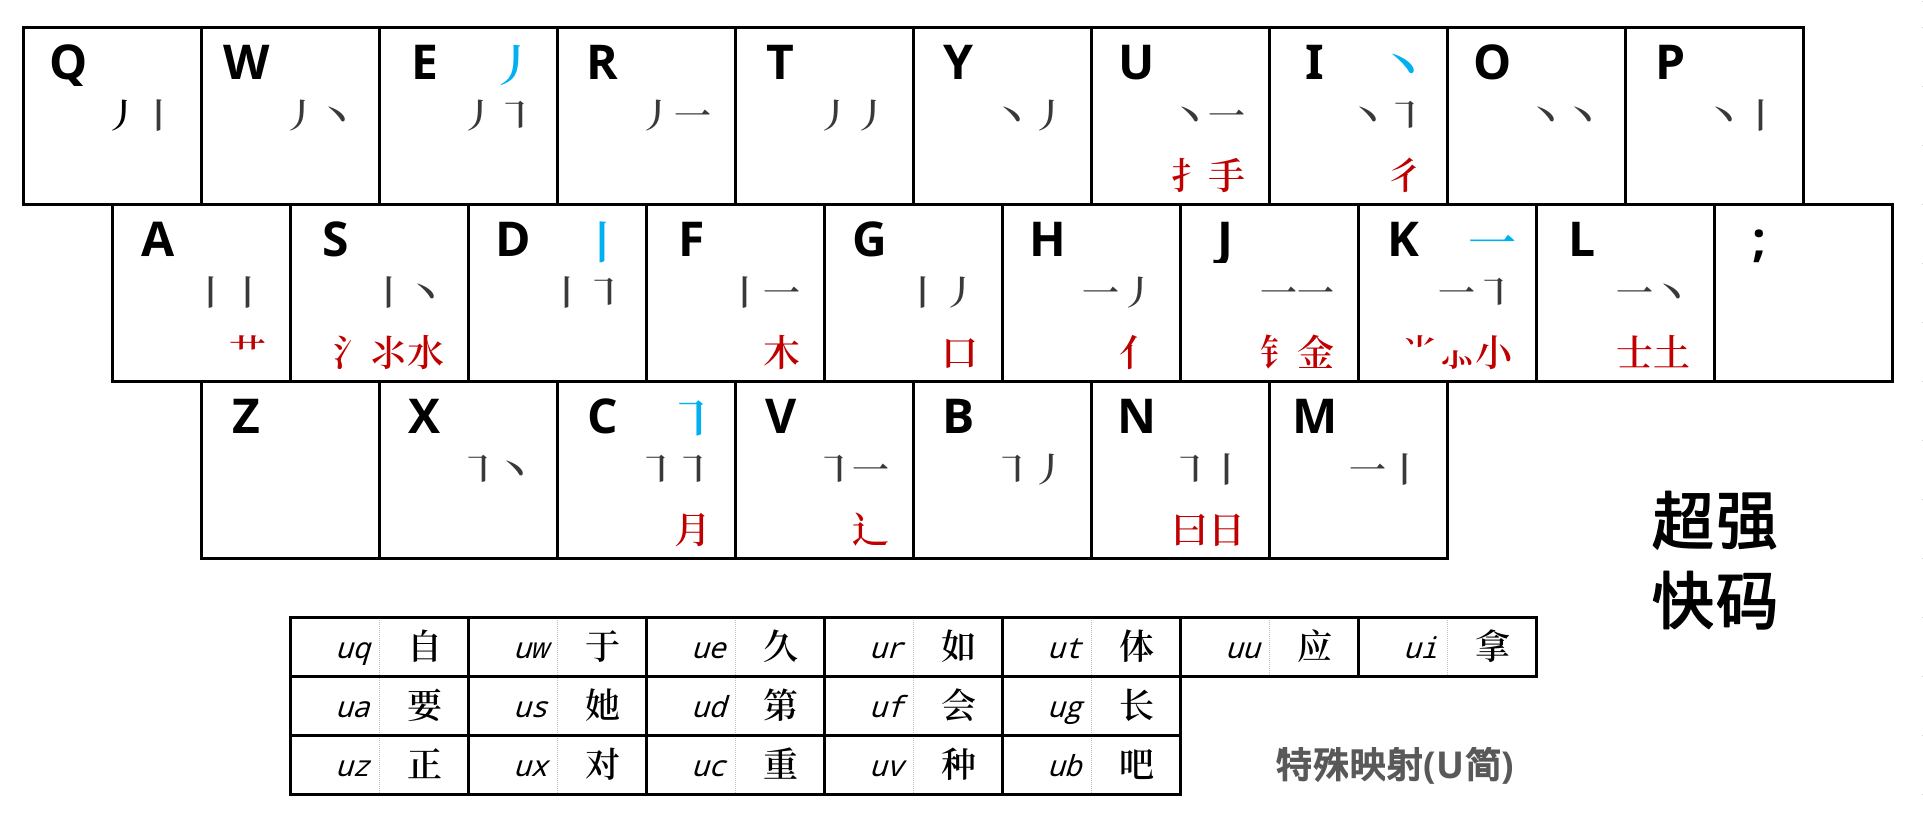 Q W E 丿 R T Y U I 丶 O P
丿丨 丿丶 丿㇕ 丿一 丿丿 丶丿 丶一 丶㇕ 丶丶 丶丨
扌手 彳
A S D 丨 F G H J K 一 L ;
丨丨 丨丶 丨㇕ 丨一 丨丿 一丿 一一 一㇕ 一丶
艹 氵氺水 木 口 亻 钅金 ⺌⺗小 士土
Z X C ㇕ V B N M
㇕丶 ㇕㇕ ㇕一 ㇕丿 ㇕丨 一丨
月 辶 曰日
超强
快码
uq 自 uw 于 ue 久 ur 如 ut 体 uu 应 ui 拿
ua 要 us 她 ud 第 uf 会 ug 长
uz 正 ux 对 uc 重 uv 种 ub 吧
特殊映射(U简)